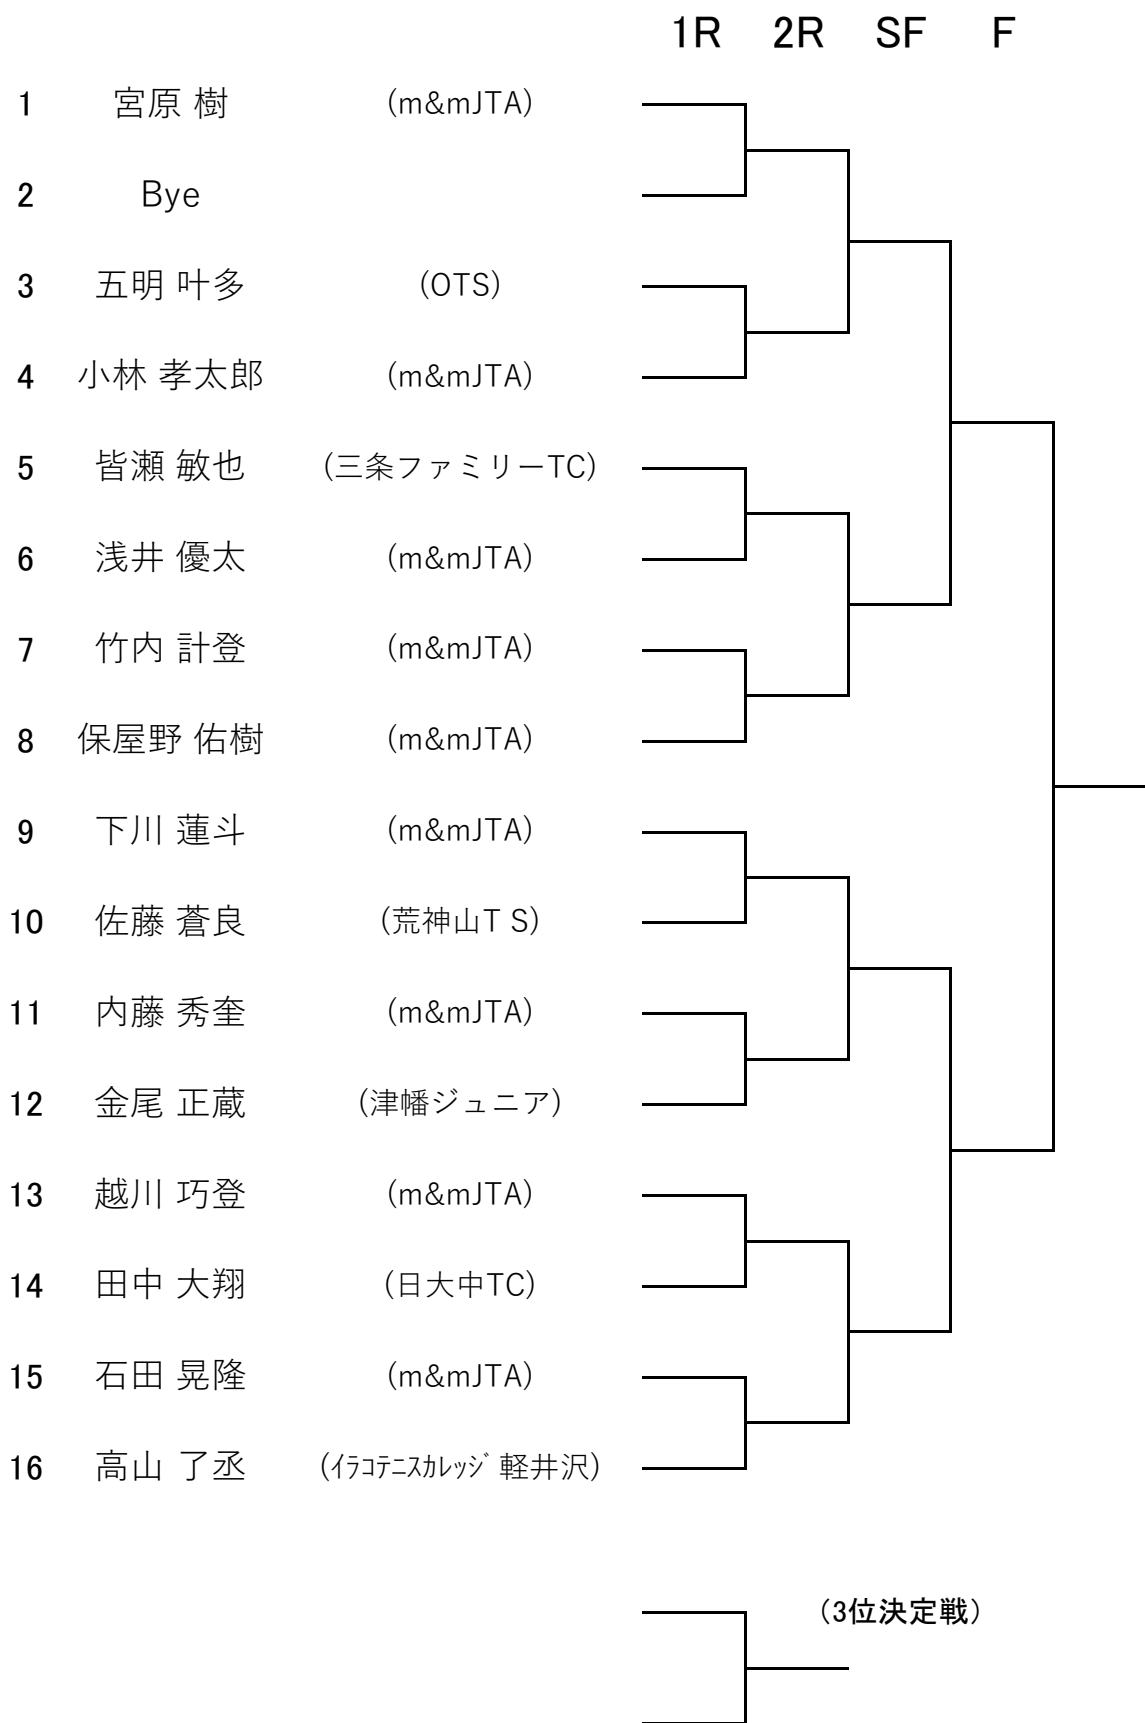 1R 2R SF F
1 宮原 樹 (m&mJTA)
2 Bye
3 五明 叶多 (OTS)
4 小林 孝太郎 (m&mJTA)
5 皆瀬 敏也 (三条ファミリーTC)
6 浅井 優太 (m&mJTA)
7 竹内 計登 (m&mJTA)
8 保屋野 佑樹 (m&mJTA)
9 下川 蓮斗 (m&mJTA)
10 佐藤 蒼良 (荒神山T S)
11 内藤 秀奎 (m&mJTA)
12 金尾 正蔵 (津幡ジュニア)
13 越川 巧登 (m&mJTA)
14 田中 大翔 (日大中TC)
15 石田 晃隆 (m&mJTA)
16 高山 了丞 (ｲﾗｺﾃﾆｽｶﾚｯｼﾞ 軽井沢)
（3位決定戦）